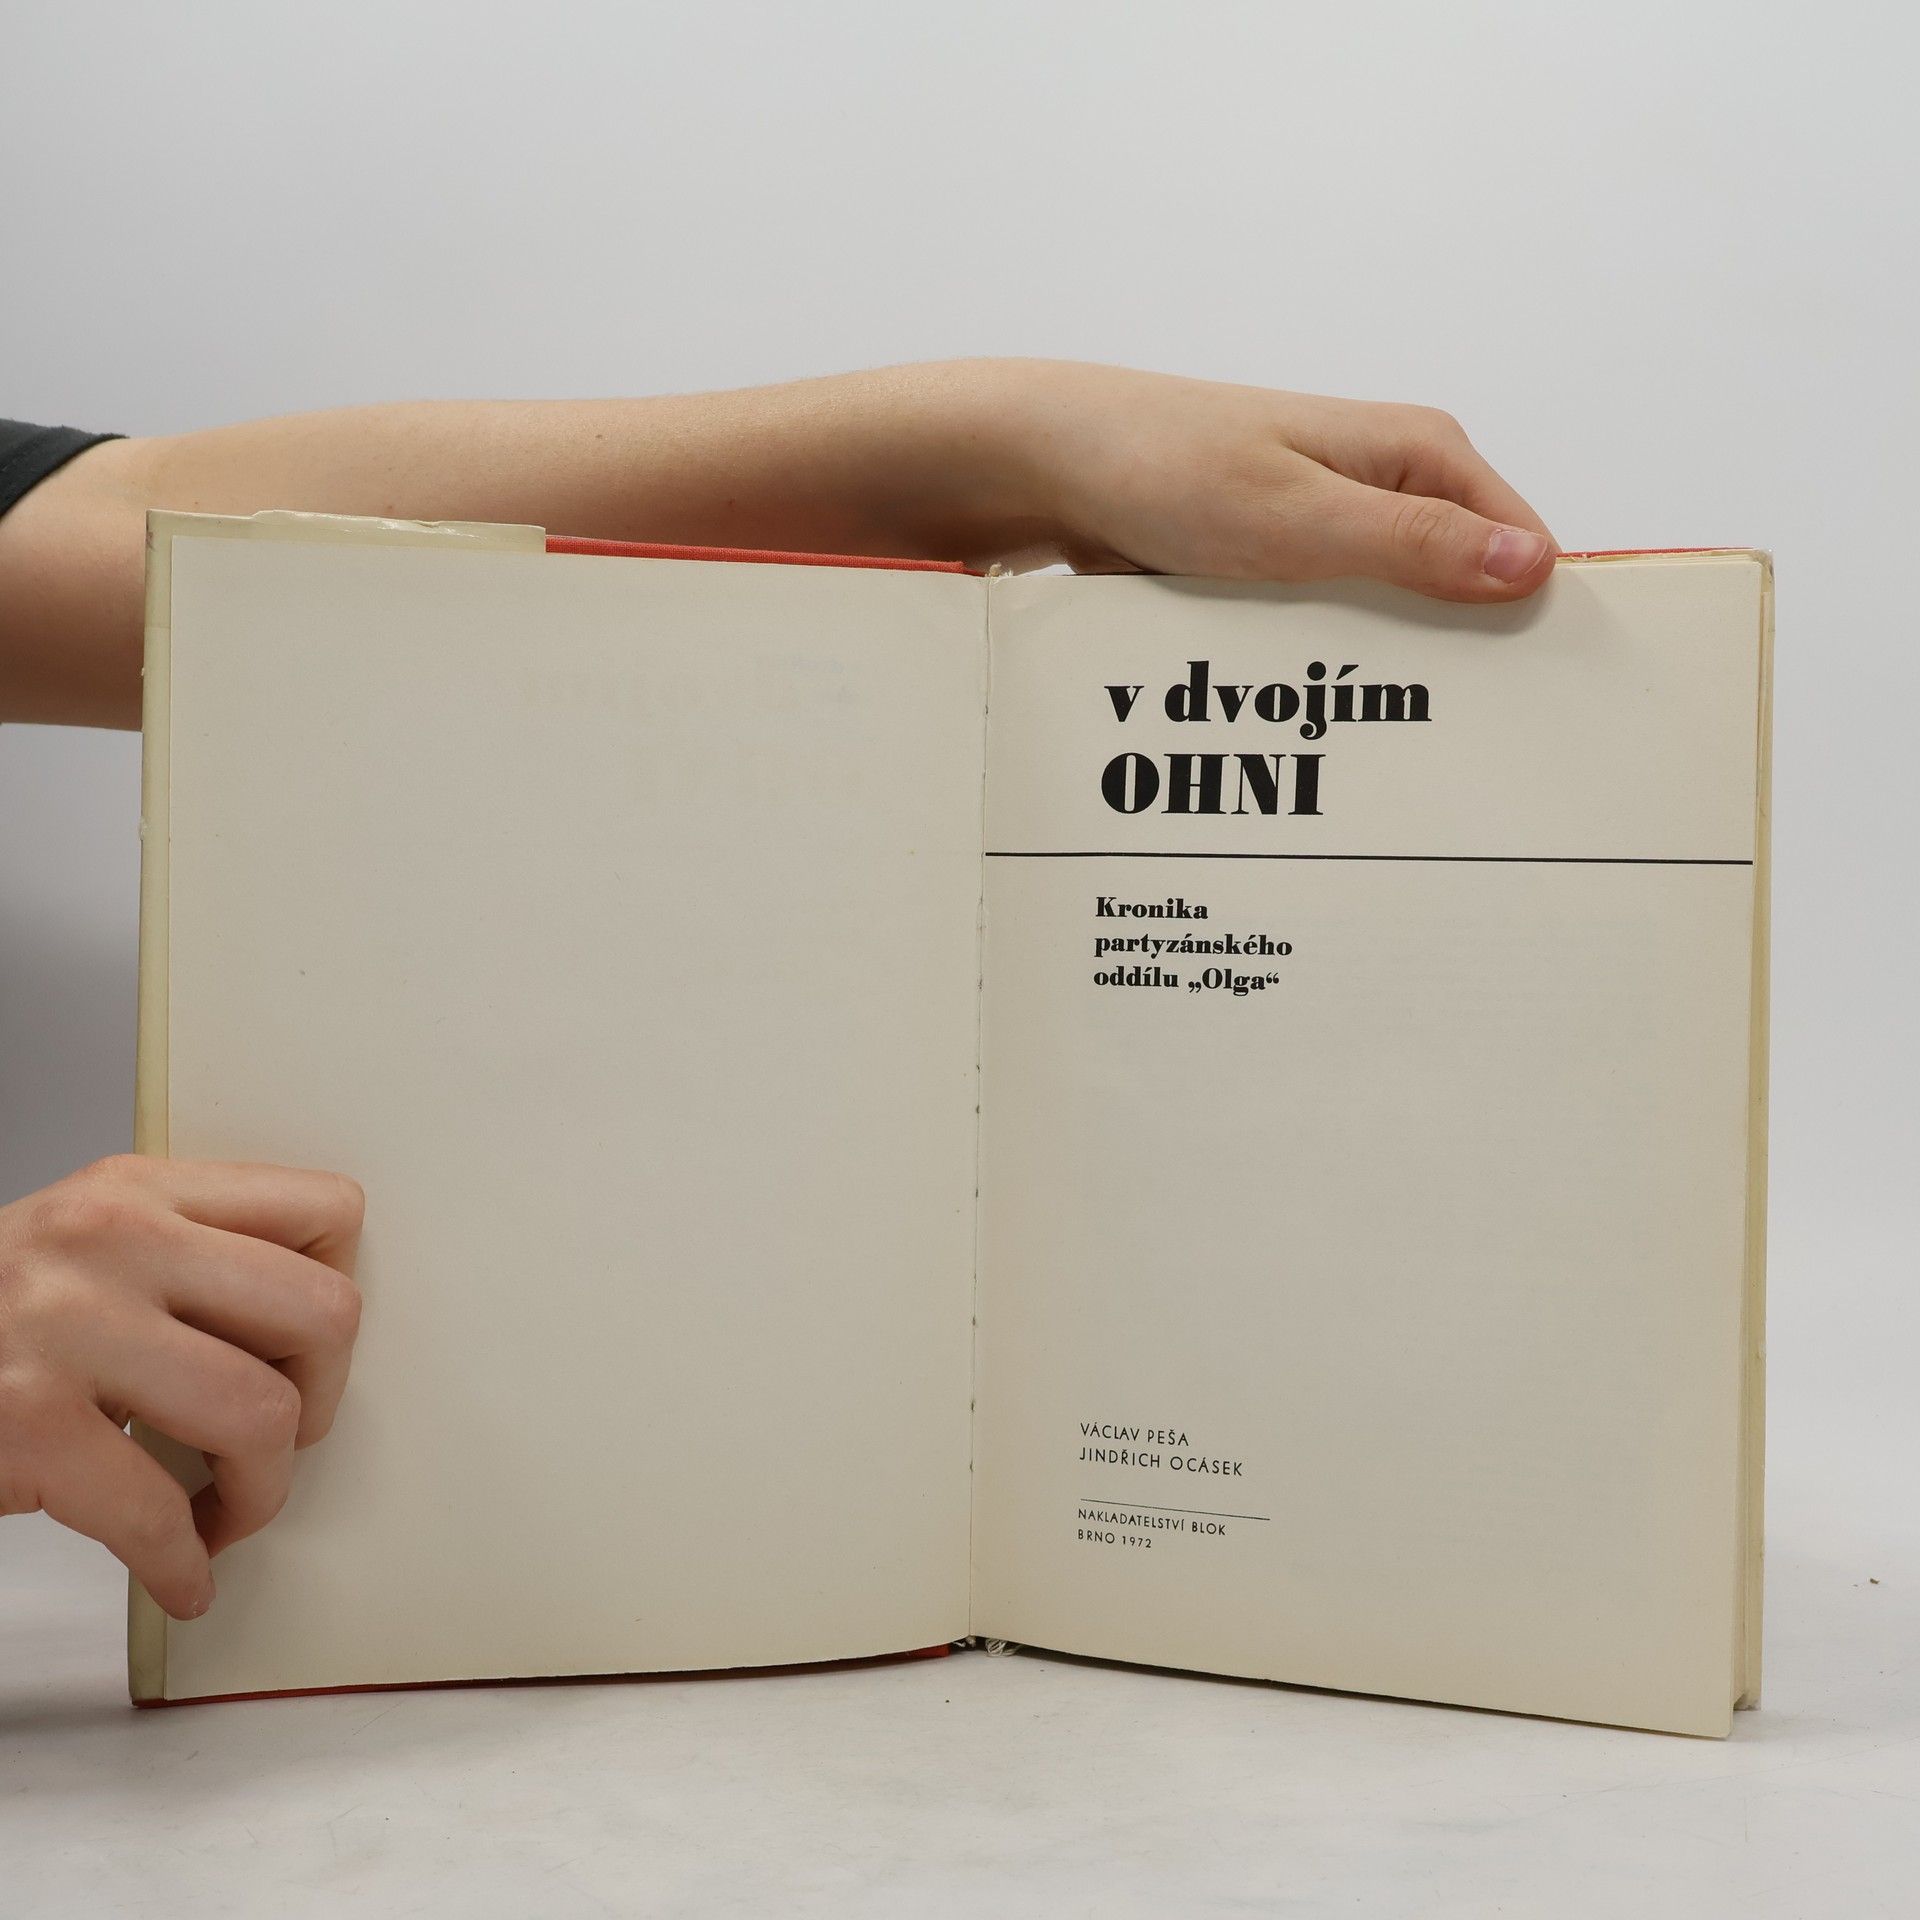 v dvojím
OHNI
Kronika
partyzánského
oddílu „Olga“
VÁCLAV PEŠA
JINDŘICH OCÁSEK
NAKLADATELSTVÍ BLOK
BRNO 1972